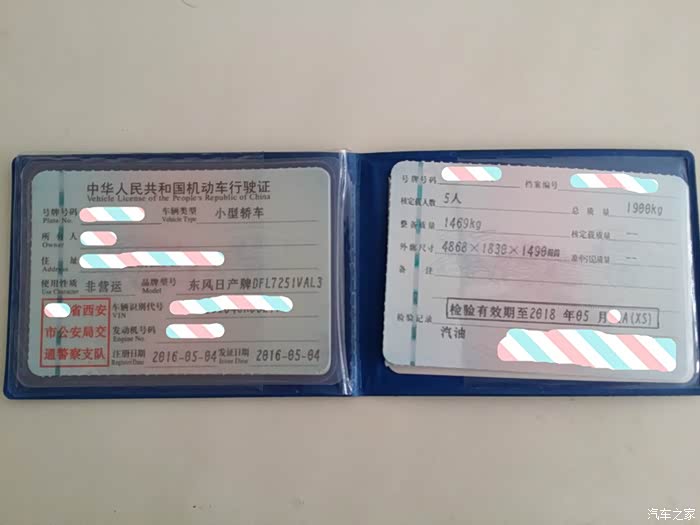 中华人民共和国机动车行驶证
Vehicle License of the People's Republic of China
号牌号码 车辆类型 小型轿车
Plate No. Vehicle Type
所有人
Owner
住址
Address
使用性质 非营运 品牌型号 东风日产牌DFL7251VAL3
Use Character Model
省西安 车辆识别代号
VIN
市公安局交 发动机号码
Engine No.
通警察支队 注册日期 2016-05-04 发证日期 2016-05-04
Register Date Issue Date
号牌号码 档案编号
核定载人数 5人 总质量 1900kg
整备质量 1469kg 核定载质量 --
外廓尺寸 4868×1830×1490 准牵引总质量 --
备注
检验记录 检验有效期至2018年05月 A(XS)
汽油
汽车之家